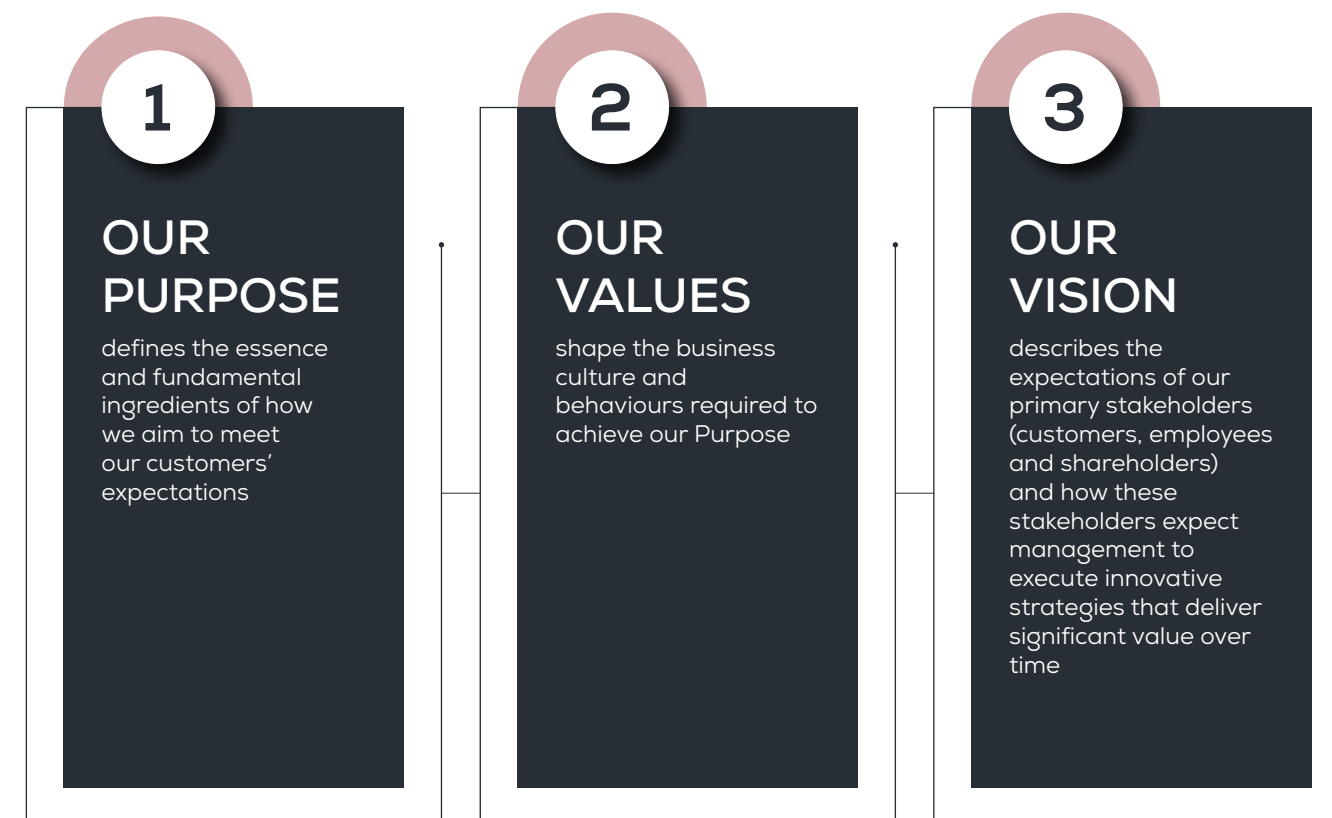 1
OUR
PURPOSE
defines the essence
and fundamental
ingredients of how
we aim to meet
our customers’
expectations
2
OUR
VALUES
shape the business
culture and
behaviours required to
achieve our Purpose
3
OUR
VISION
describes the
expectations of our
primary stakeholders
(customers, employees
and shareholders)
and how these
stakeholders expect
management to
execute innovative
strategies that deliver
significant value over
time